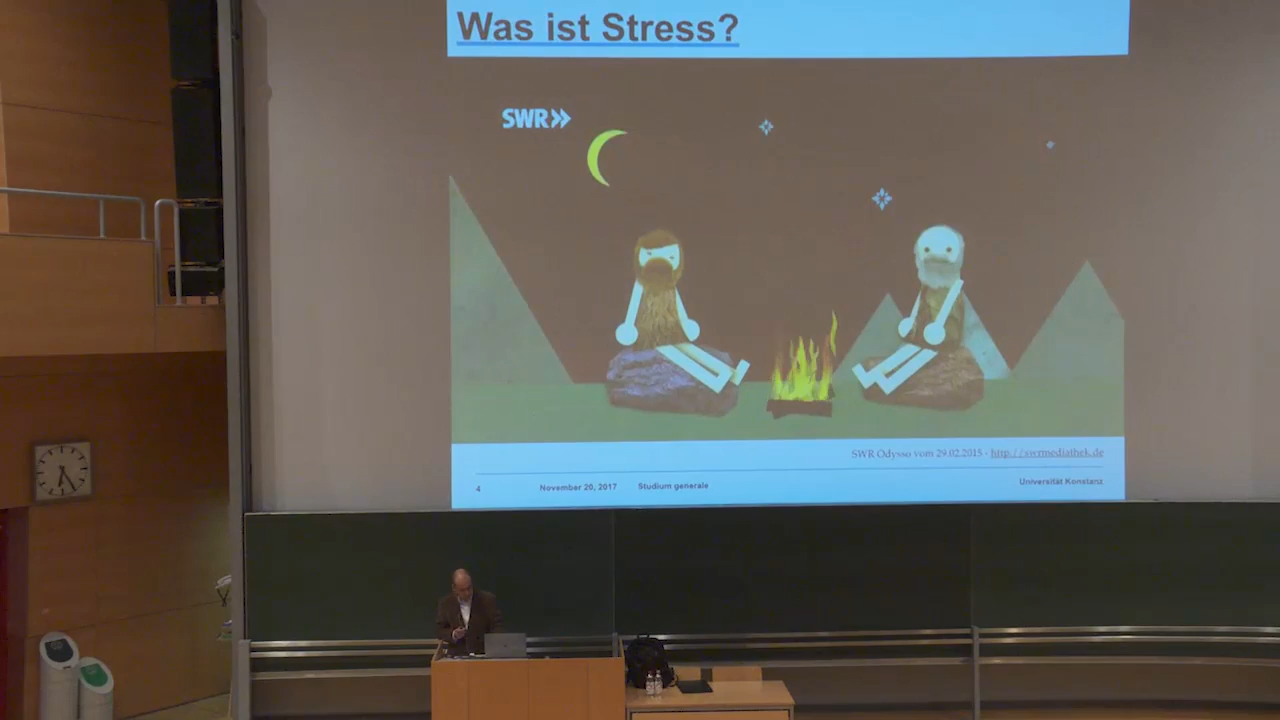 Was ist Stress?
SWR»
SWR Odysso vom 29.02.2015 - http://swrmediathek.de
4 November 20, 2017 Studium generale Universität Konstanz